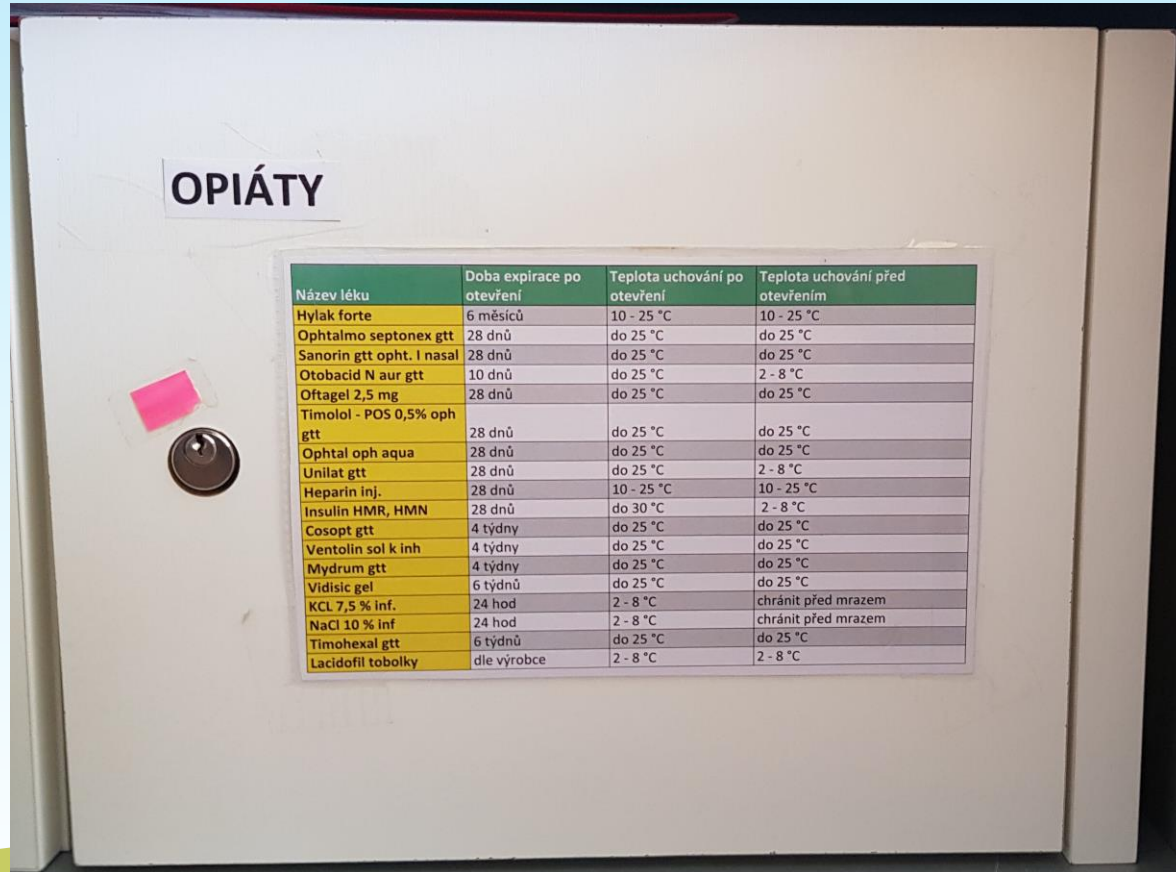 OPIÁTY
Název léku Doba expirace po otevření Teplota uchování po otevření Teplota uchování před otevřením
Hylak forte 6 měsíců 10 - 25 °C 10 - 25 °C
Ophtalmo septonex gtt 28 dnů do 25 °C do 25 °C
Sanorin gtt opht. I nasal 28 dnů do 25 °C do 25 °C
Otobacid N aur gtt 10 dnů do 25 °C 2 - 8 °C
Oftagel 2,5 mg 28 dnů do 25 °C do 25 °C
Timolol - POS 0,5% oph gtt 28 dnů do 25 °C do 25 °C
Ophtal oph aqua 28 dnů do 25 °C do 25 °C
Unilat gtt 28 dnů do 25 °C 2 - 8 °C
Heparin inj. 28 dnů 10 - 25 °C 10 - 25 °C
Insulin HMR, HMN 28 dnů do 30 °C 2 - 8 °C
Cosopt gtt 4 týdny do 25 °C do 25 °C
Ventolin sol k inh 4 týdny do 25 °C do 25 °C
Mydrum gtt 4 týdny do 25 °C do 25 °C
Vidisic gel 6 týdnů do 25 °C do 25 °C
KCL 7,5 % inf. 24 hod 2 - 8 °C chránit před mrazem
NaCl 10 % inf 24 hod 2 - 8 °C chránit před mrazem
Timohexal gtt 6 týdnů do 25 °C do 25 °C
Lacidofil tobolky dle výrobce 2 - 8 °C 2 - 8 °C